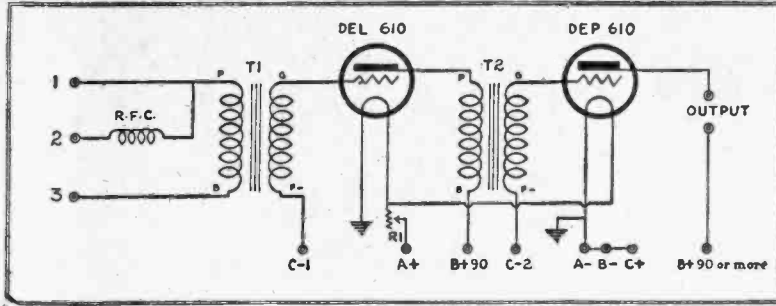 DEL 610
DEP 610
P
T1
G
P
T2
G
1
R.F.C.
2
OUTPUT
3
B
F-
B
F-
R1
C-1
A+
B+90
C-2
A-
B-
C+
B+90 or more